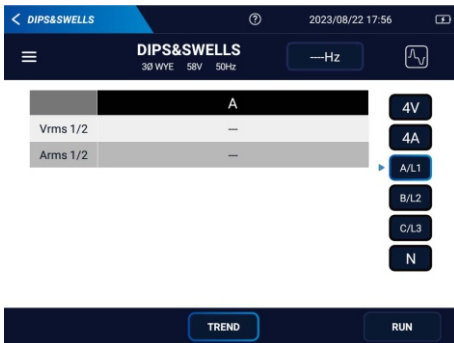 DIPS&SWELLS
2023/08/22 17:56
DIPS&SWELLS
3Ø WYE 58V 50Hz
---Hz
A
Vrms 1/2 ---
Arms 1/2 ---
4V
4A
A/L1
B/L2
C/L3
N
TREND
RUN